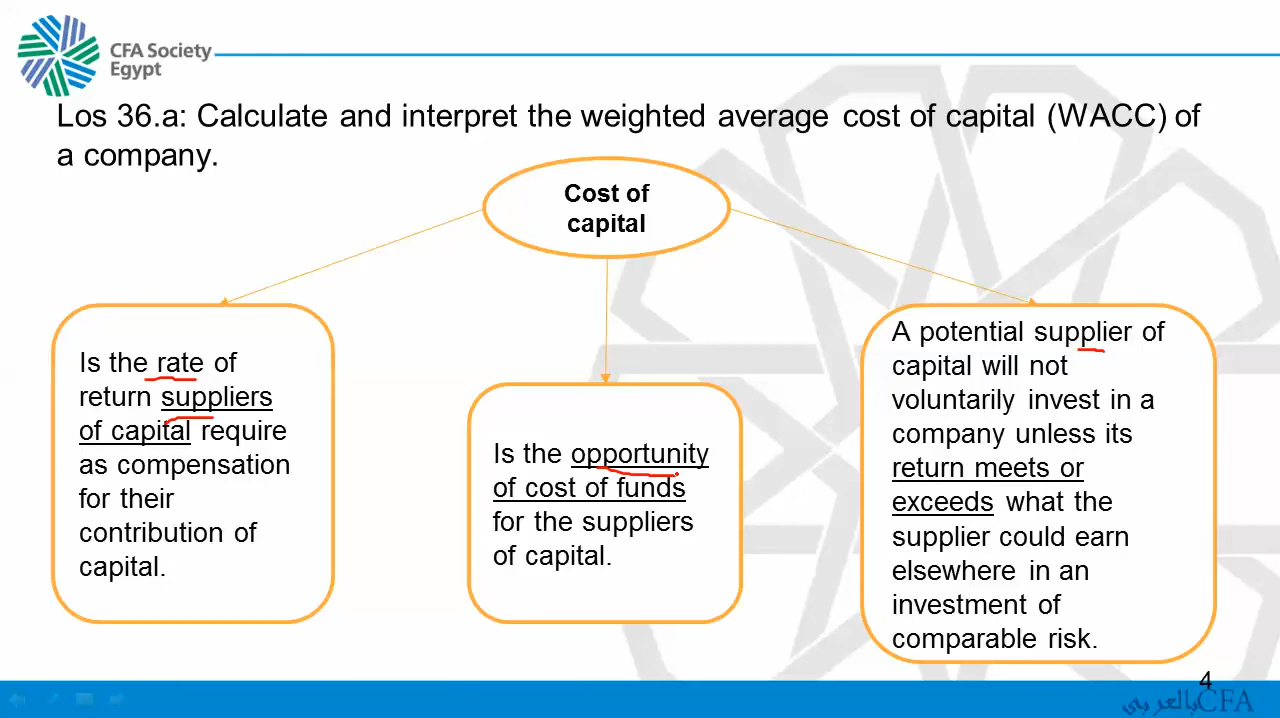 CFA Society
Egypt
Los 36.a: Calculate and interpret the weighted average cost of capital (WACC) of
a company.
Cost of
capital
Is the rate of
return suppliers
of capital require
as compensation
for their
contribution of
capital.
Is the opportunity
of cost of funds
for the suppliers
of capital.
A potential supplier of
capital will not
voluntarily invest in a
company unless its
return meets or
exceeds what the
supplier could earn
elsewhere in an
investment of
comparable risk.
4
CFA بالعربي